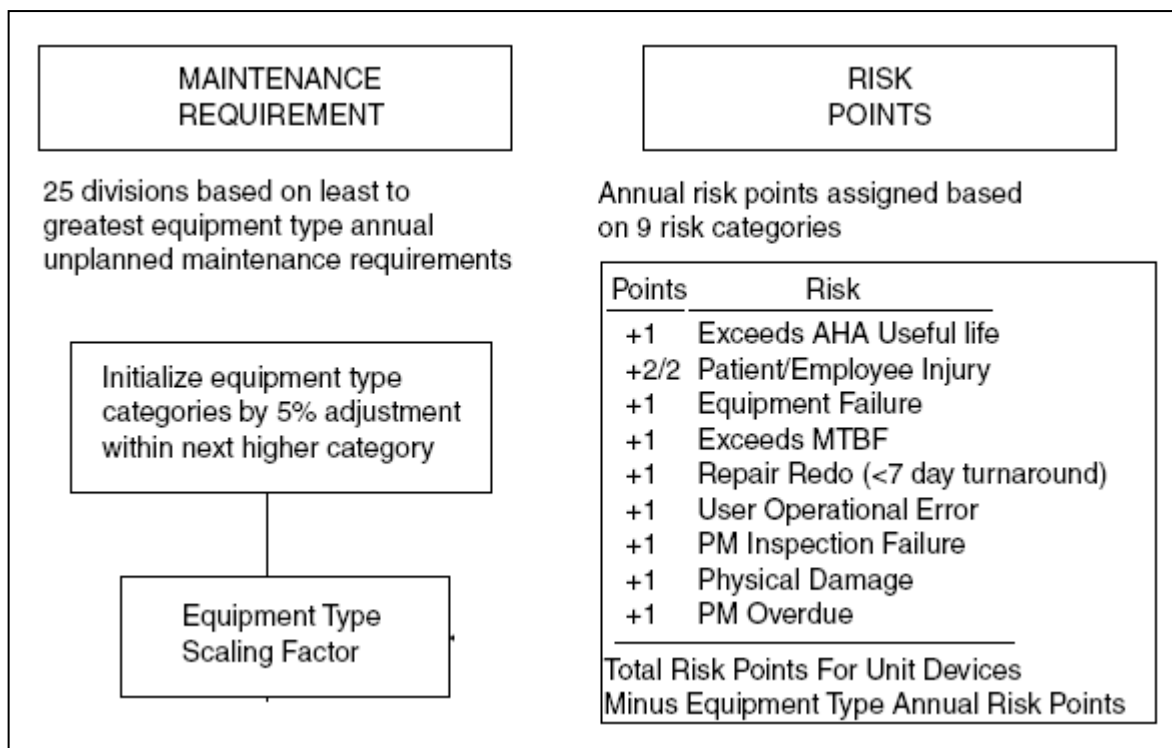 MAINTENANCE
REQUIREMENT
25 divisions based on least to
greatest equipment type annual
unplanned maintenance requirements
Initialize equipment type
categories by 5% adjustment
within next higher category
Equipment Type
Scaling Factor
RISK
POINTS
Annual risk points assigned based
on 9 risk categories
Points Risk
+1 Exceeds AHA Useful life
+2/2 Patient/Employee Injury
+1 Equipment Failure
+1 Exceeds MTBF
+1 Repair Redo (<7 day turnaround)
+1 User Operational Error
+1 PM Inspection Failure
+1 Physical Damage
+1 PM Overdue
Total Risk Points For Unit Devices
Minus Equipment Type Annual Risk Points